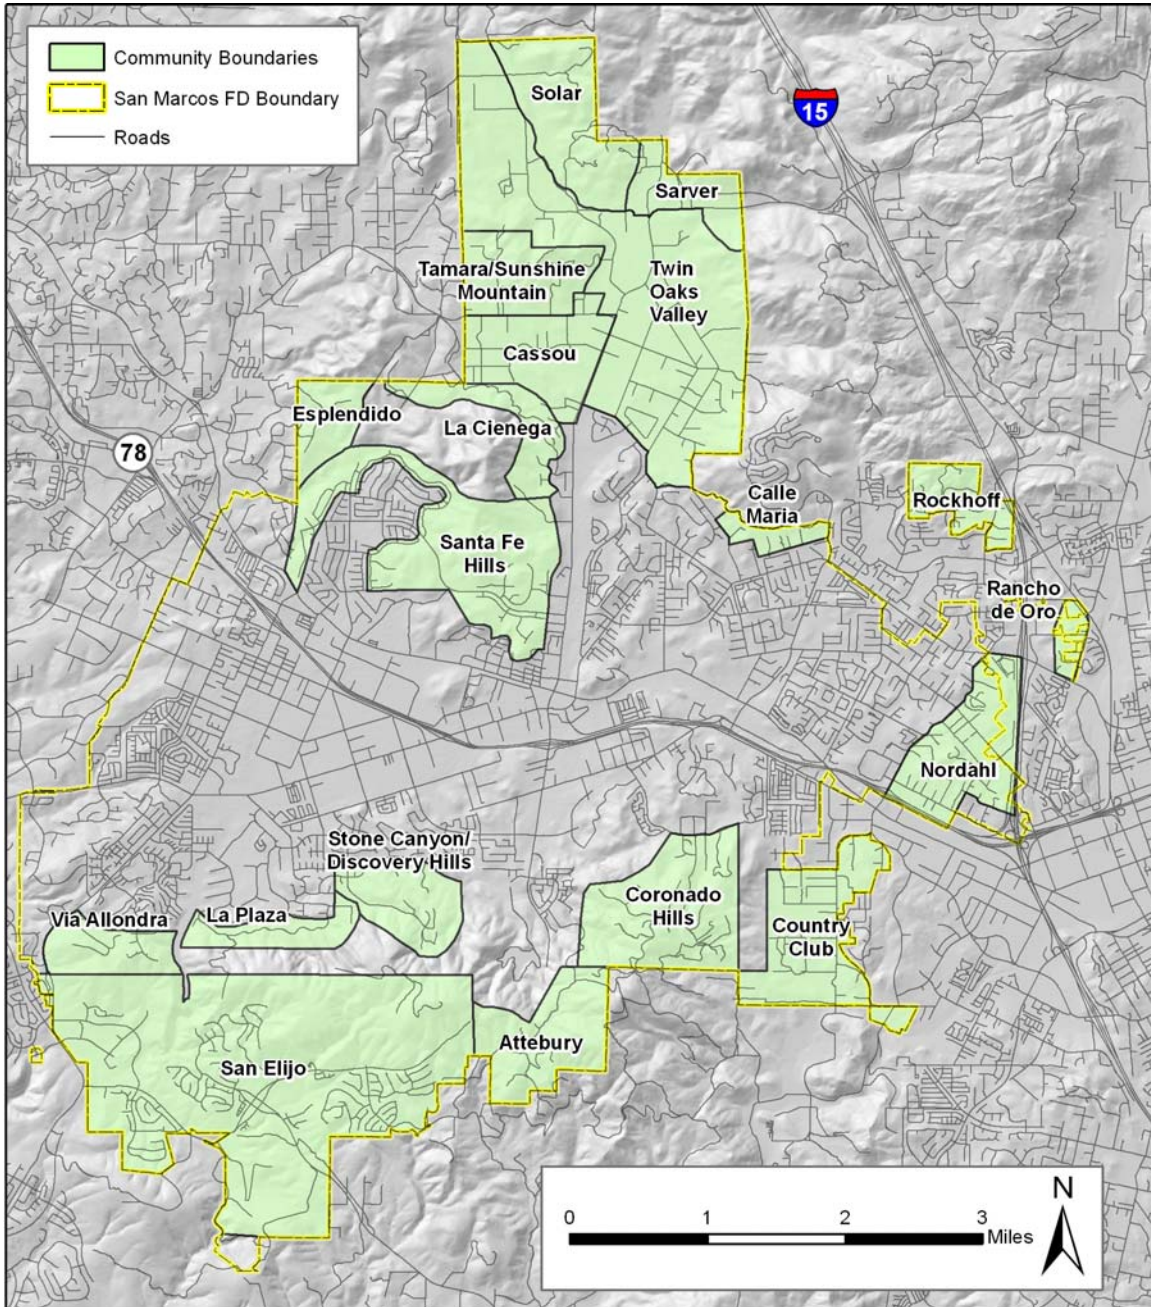 Community Boundaries
San Marcos FD Boundary
Roads
15
Solar
Sarver
Tamara/Sunshine
Mountain
Twin
Oaks
Valley
Cassou
Esplendido
La Cienega
78
Calle
Maria
Rockhoff
Santa Fe
Hills
Rancho
de Oro
Nordahl
Stone Canyon/
Discovery Hills
Via Allondra
La Plaza
Coronado
Hills
Country
Club
Attebury
San Elijo
N
0 1 2 3
Miles